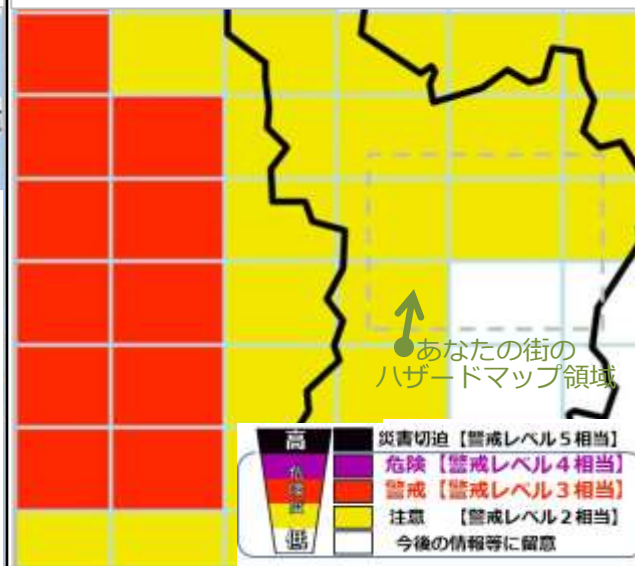 あなたの街の
ハザードマップ領域
高
危険度
低
災害切迫【警戒レベル5相当】
危険【警戒レベル4相当】
警戒【警戒レベル3相当】
注意 【警戒レベル2相当】
今後の情報等に留意